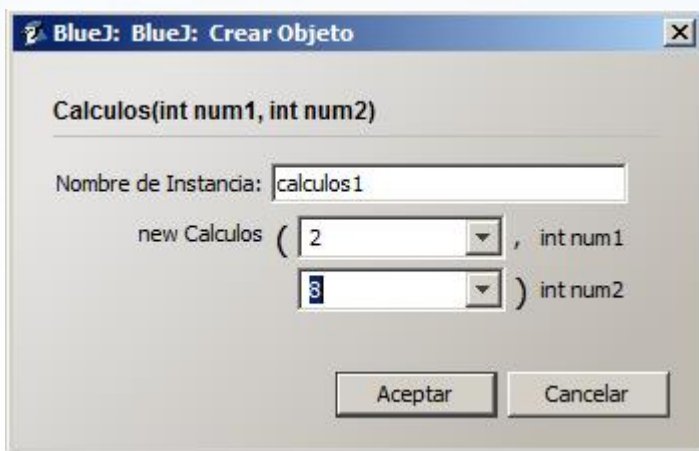 BlueJ: BlueJ: Crear Objeto
Calculos(int num1, int num2)
Nombre de Instancia: calculos1
new Calculos ( 2 , int num1
8 ) int num2
Aceptar Cancelar